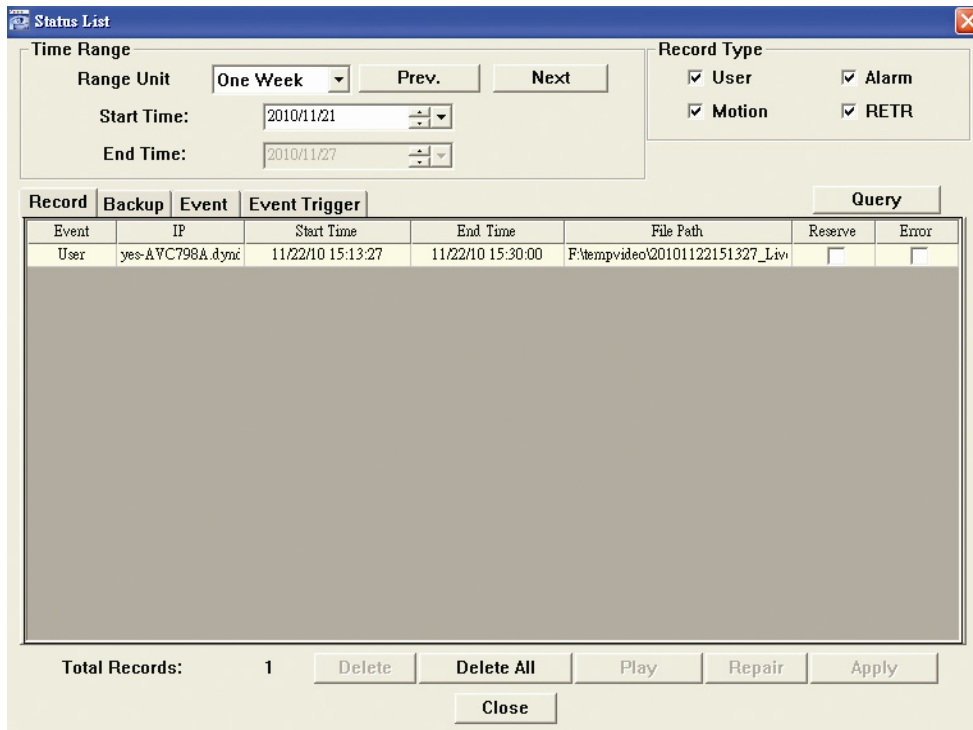 Status List
Time Range
Record Type
Range Unit One Week Prev. Next
User Alarm
Start Time: 2010/11/21
Motion RETR
End Time: 2010/11/27
Record Backup Event Event Trigger Query
Event IP Start Time End Time File Path Reserve Error
User yes-AVC798A.dyn 11/22/10 15:13:27 11/22/10 15:30:00 F:\tempvideo\20101122151327_Liv
Total Records: 1 Delete Delete All Play Repair Apply
Close